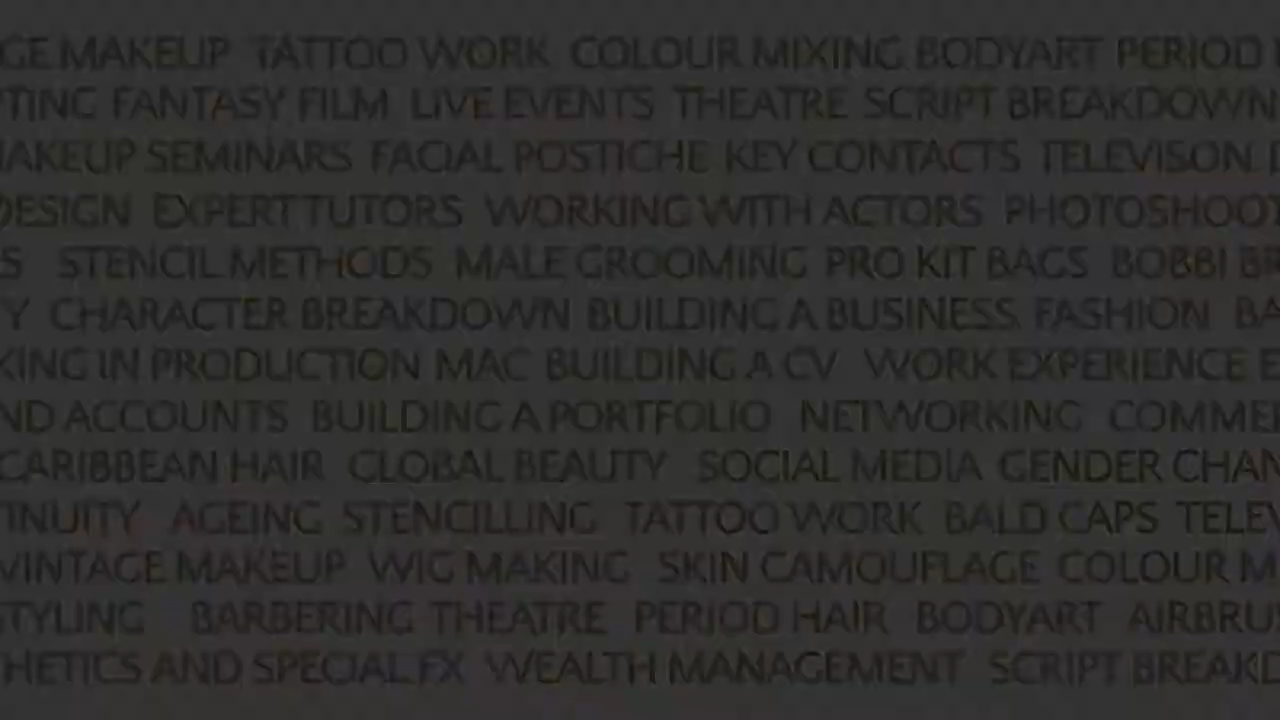 GE MAKEUP TATTOO WORK COLOUR MIXING BODYART PERIOD
TING FANTASY FILM LIVE EVENTS THEATRE SCRIPT BREAKDOWN
AKEUP SEMINARS FACIAL POSTICHE KEY CONTACTS TELEVISON
DESIGN EXPERT TUTORS WORKING WITH ACTORS PHOTOSHOOT
S STENCIL METHODS MALE GROOMING PRO KIT BAGS BOBBI BR
Y CHARACTER BREAKDOWN BUILDING A BUSINESS FASHION BA
KING IN PRODUCTION MAC BUILDING A CV WORK EXPERIENCE E
ND ACCOUNTS BUILDING A PORTFOLIO NETWORKING COMMER
CARIBBEAN HAIR GLOBAL BEAUTY SOCIAL MEDIA GENDER CHAN
TINUITY AGEING STENCILLING TATTOO WORK BALD CAPS TELEV
VINTAGE MAKEUP WIG MAKING SKIN CAMOUFLAGE COLOUR M
TYLING BARBERING THEATRE PERIOD HAIR BODYART AIRBRU
HETICS AND SPECIAL FX WEALTH MANAGEMENT SCRIPT BREAKD